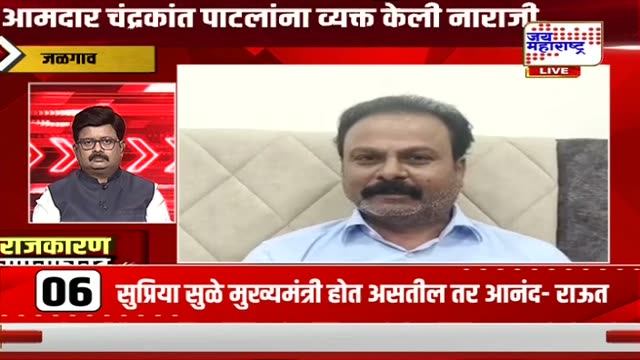 आमदार चंद्रकांत पाटलांना व्यक्त केली नाराजी
जय
महाराष्ट्र
LIVE
जळगाव
राजकारण
06
सुप्रिया सुळे मुख्यमंत्री होत असतील तर आनंद- राऊत